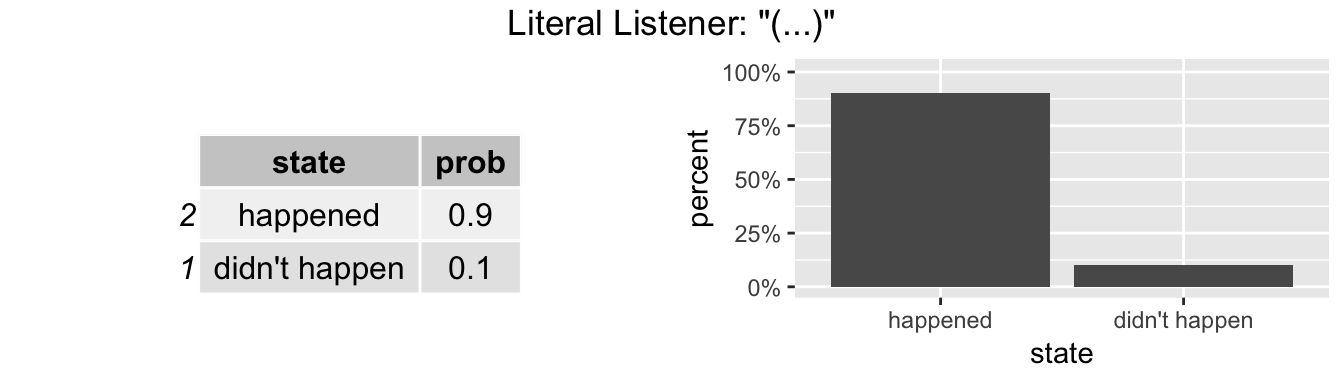 Literal Listener: "(...)"
state prob
2 happened 0.9
1 didn't happen 0.1
percent
100%
75%
50%
25%
0%
happened didn't happen
state